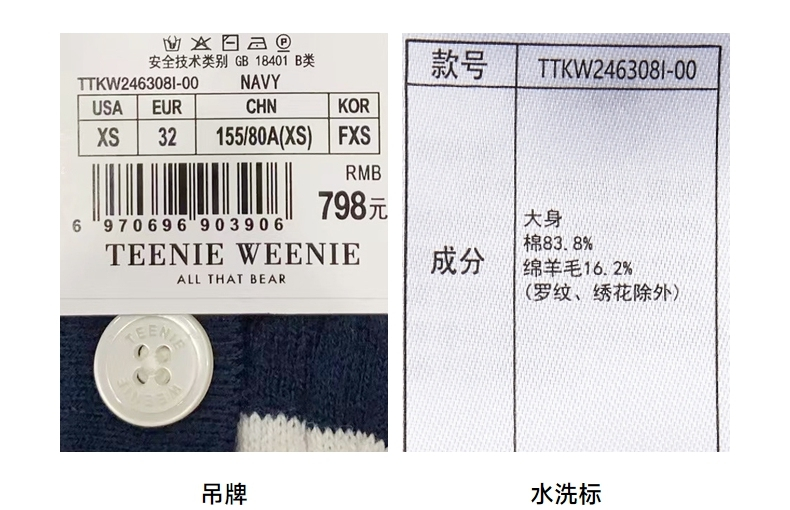 安全技术类别 GB 18401 B类
TTKW246308I-00 NAVY
USA EUR CHN KOR
XS 32 155/80A(XS) FXS
RMB
798元
6 970696 903906
TEENIE WEENIE
ALL THAT BEAR
TEENIE
WEENIE
款号 TTKW246308I-00
成分
大身
棉83.8%
绵羊毛16.2%
(罗纹、绣花除外)
吊牌 水洗标